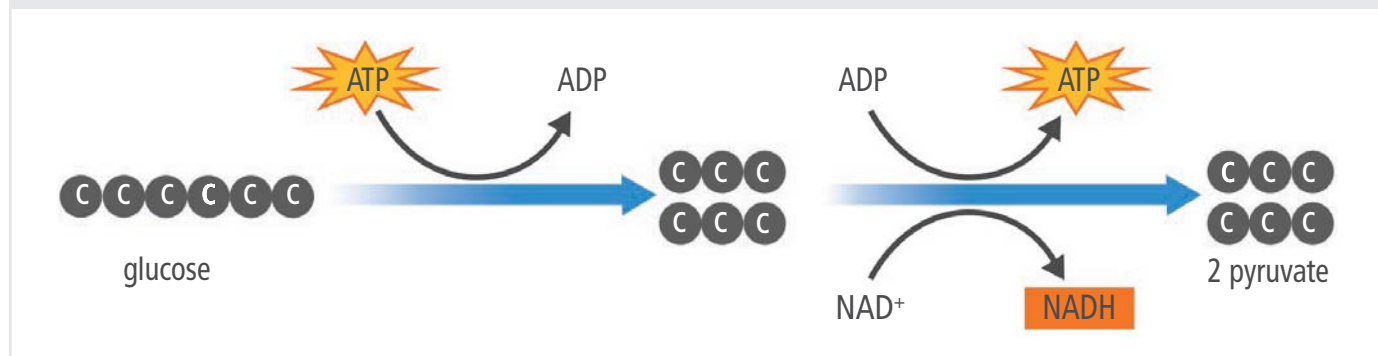 ATP ADP ADP ATP
C C C C C C
C C C
C C C
C C C
C C C
glucose
2 pyruvate
NAD⁺ NADH